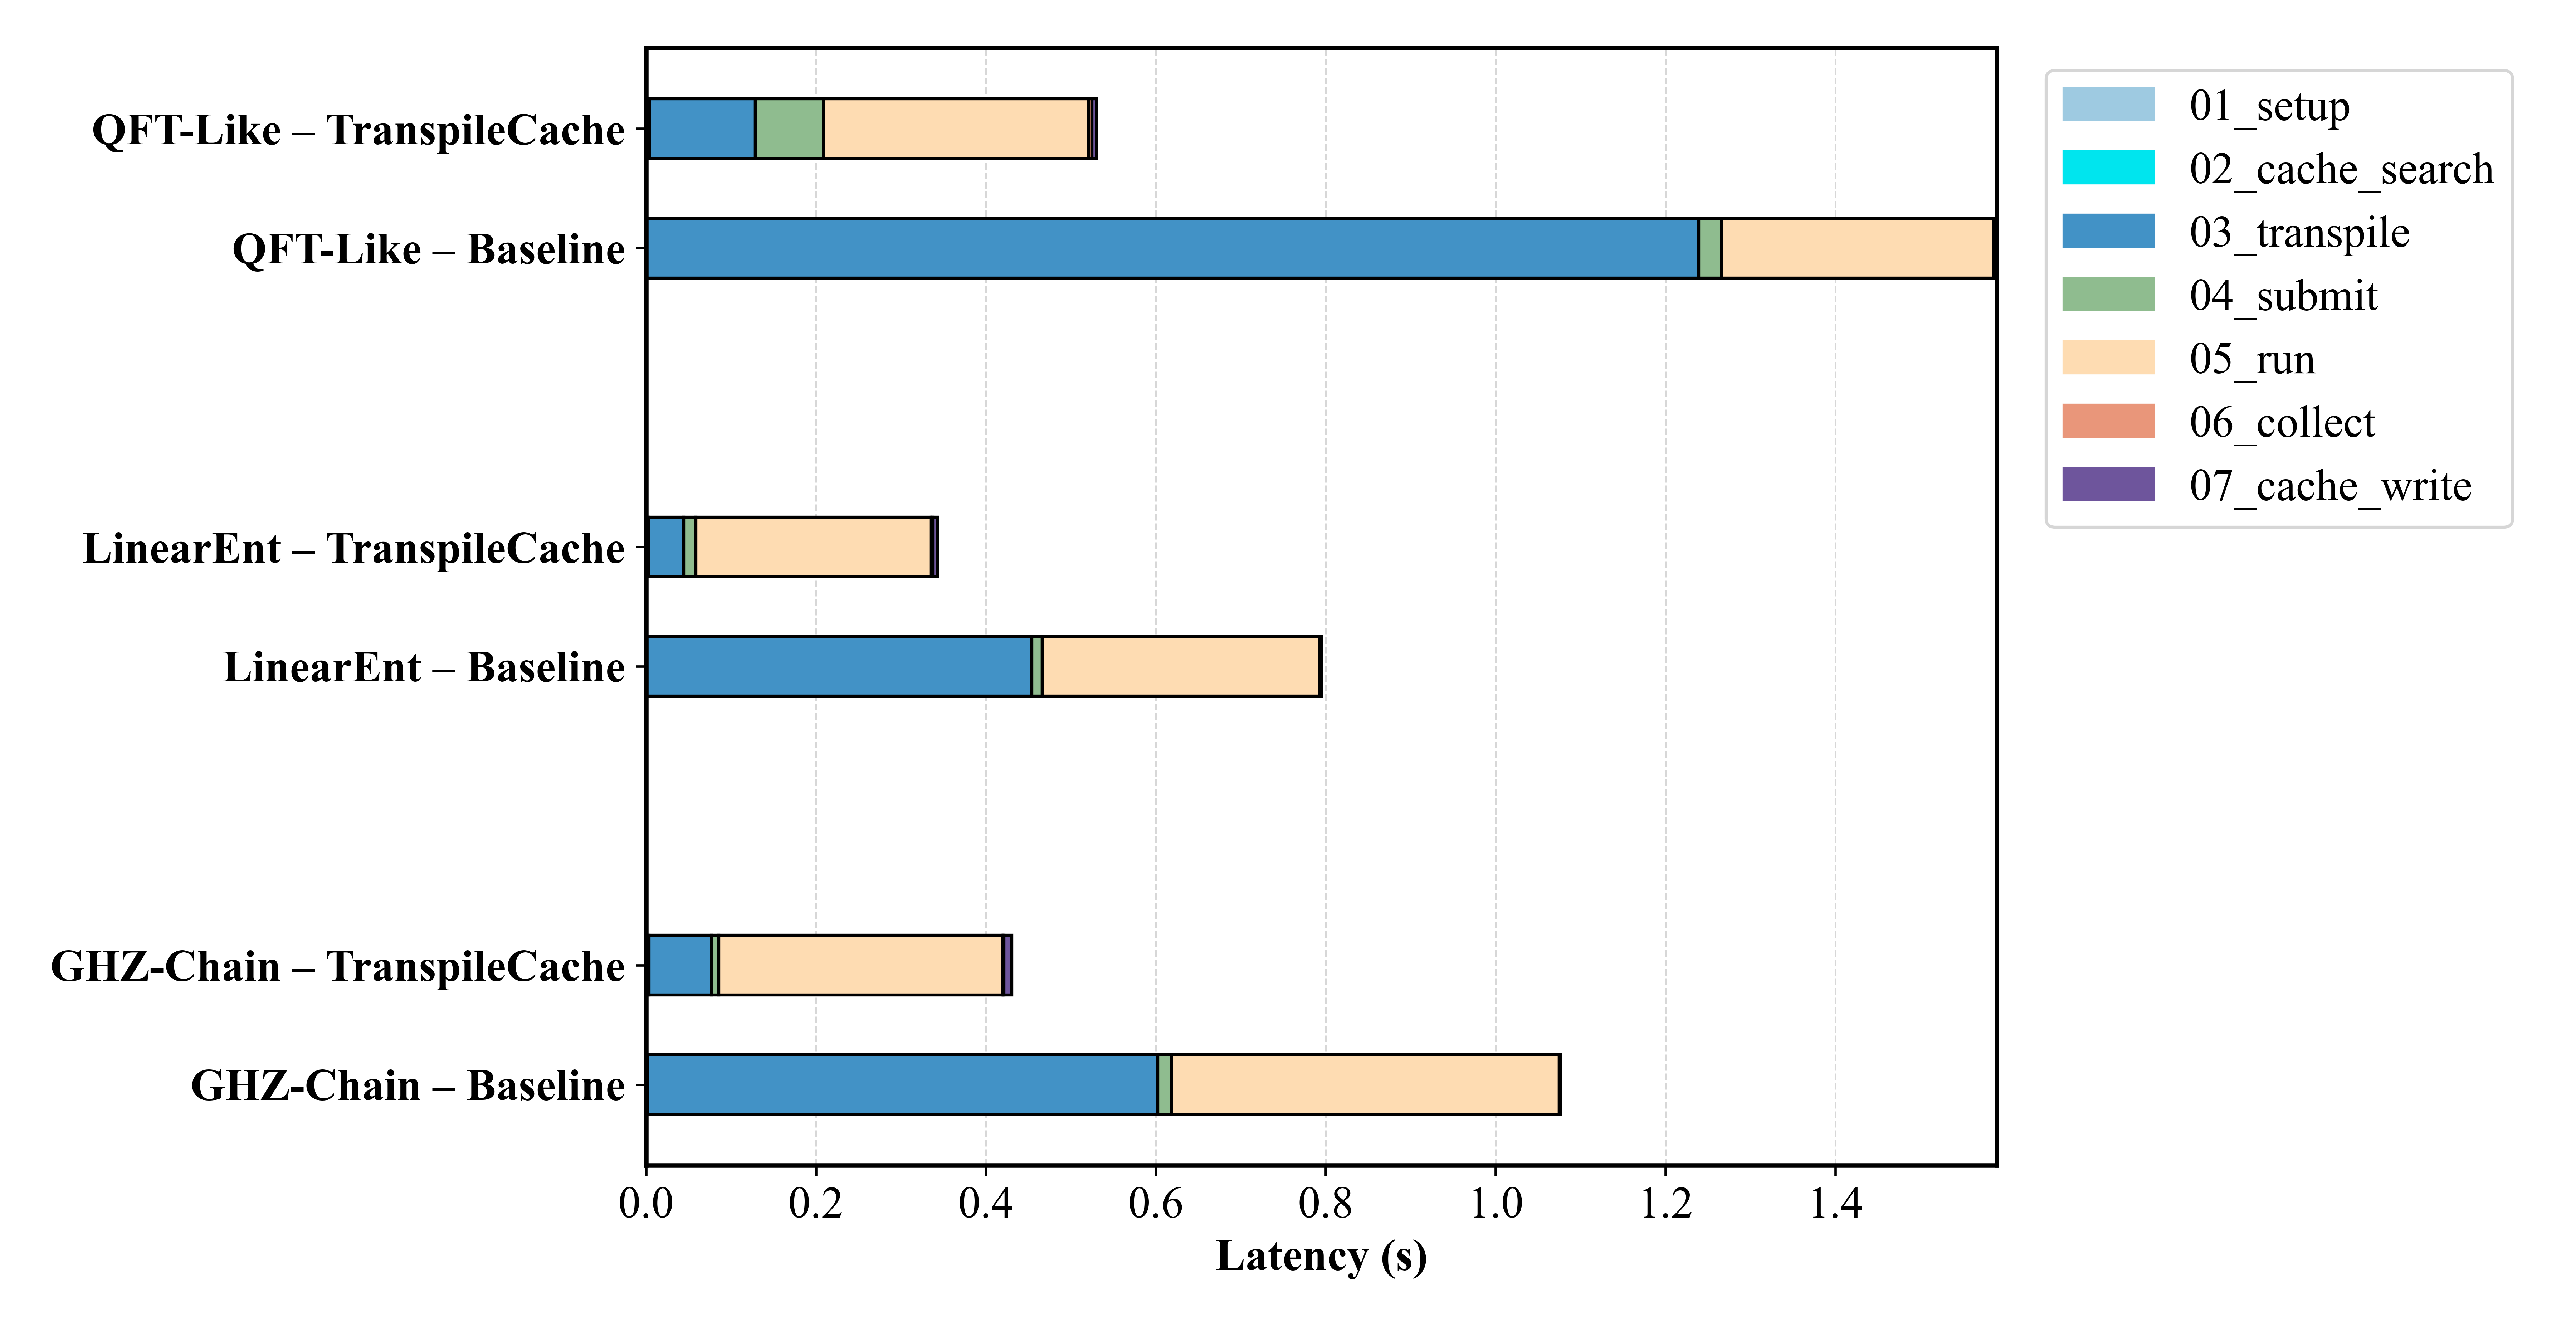 QFT-Like – TranspileCache
QFT-Like – Baseline
LinearEnt – TranspileCache
LinearEnt – Baseline
GHZ-Chain – TranspileCache
GHZ-Chain – Baseline
0.0 0.2 0.4 0.6 0.8 1.0 1.2 1.4
Latency (s)
01_setup
02_cache_search
03_transpile
04_submit
05_run
06_collect
07_cache_write